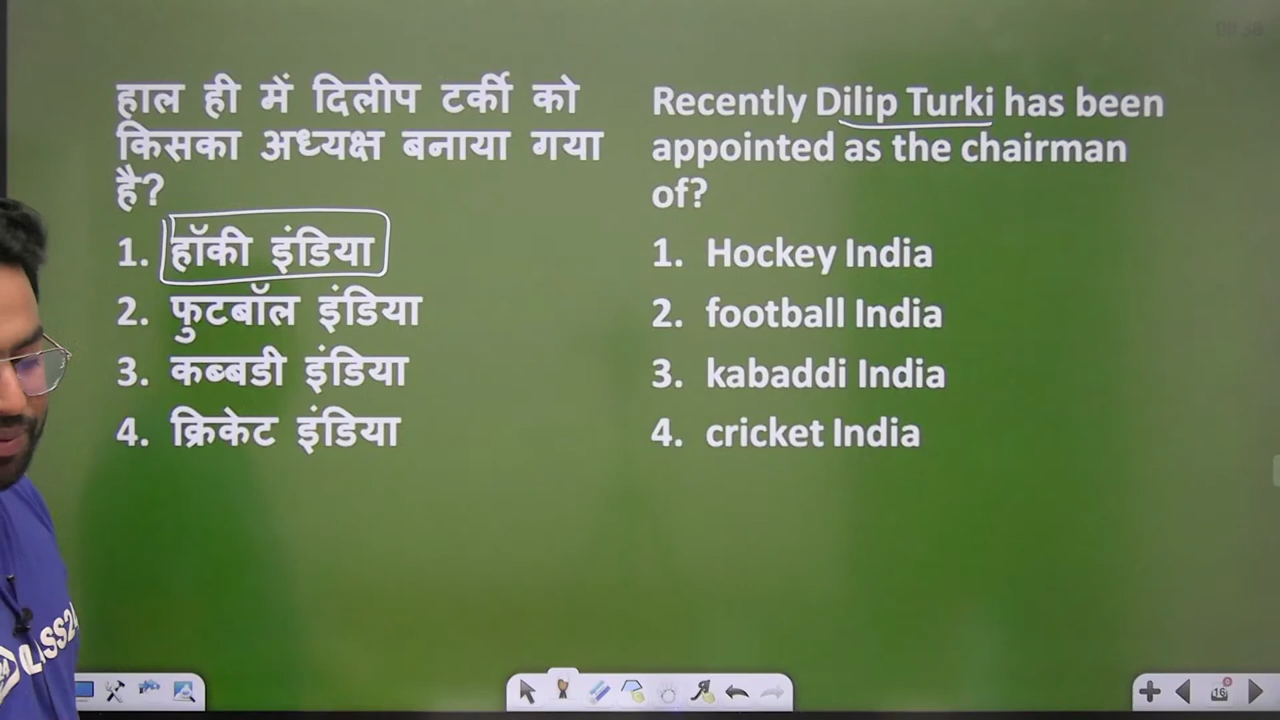 हाल ही में दिलीप टर्की को
किसका अध्यक्ष बनाया गया
है?
1. हॉकी इंडिया
2. फुटबॉल इंडिया
3. कब्बडी इंडिया
4. क्रिकेट इंडिया
Recently Dilip Turki has been
appointed as the chairman
of?
1. Hockey India
2. football India
3. kabaddi India
4. cricket India
16